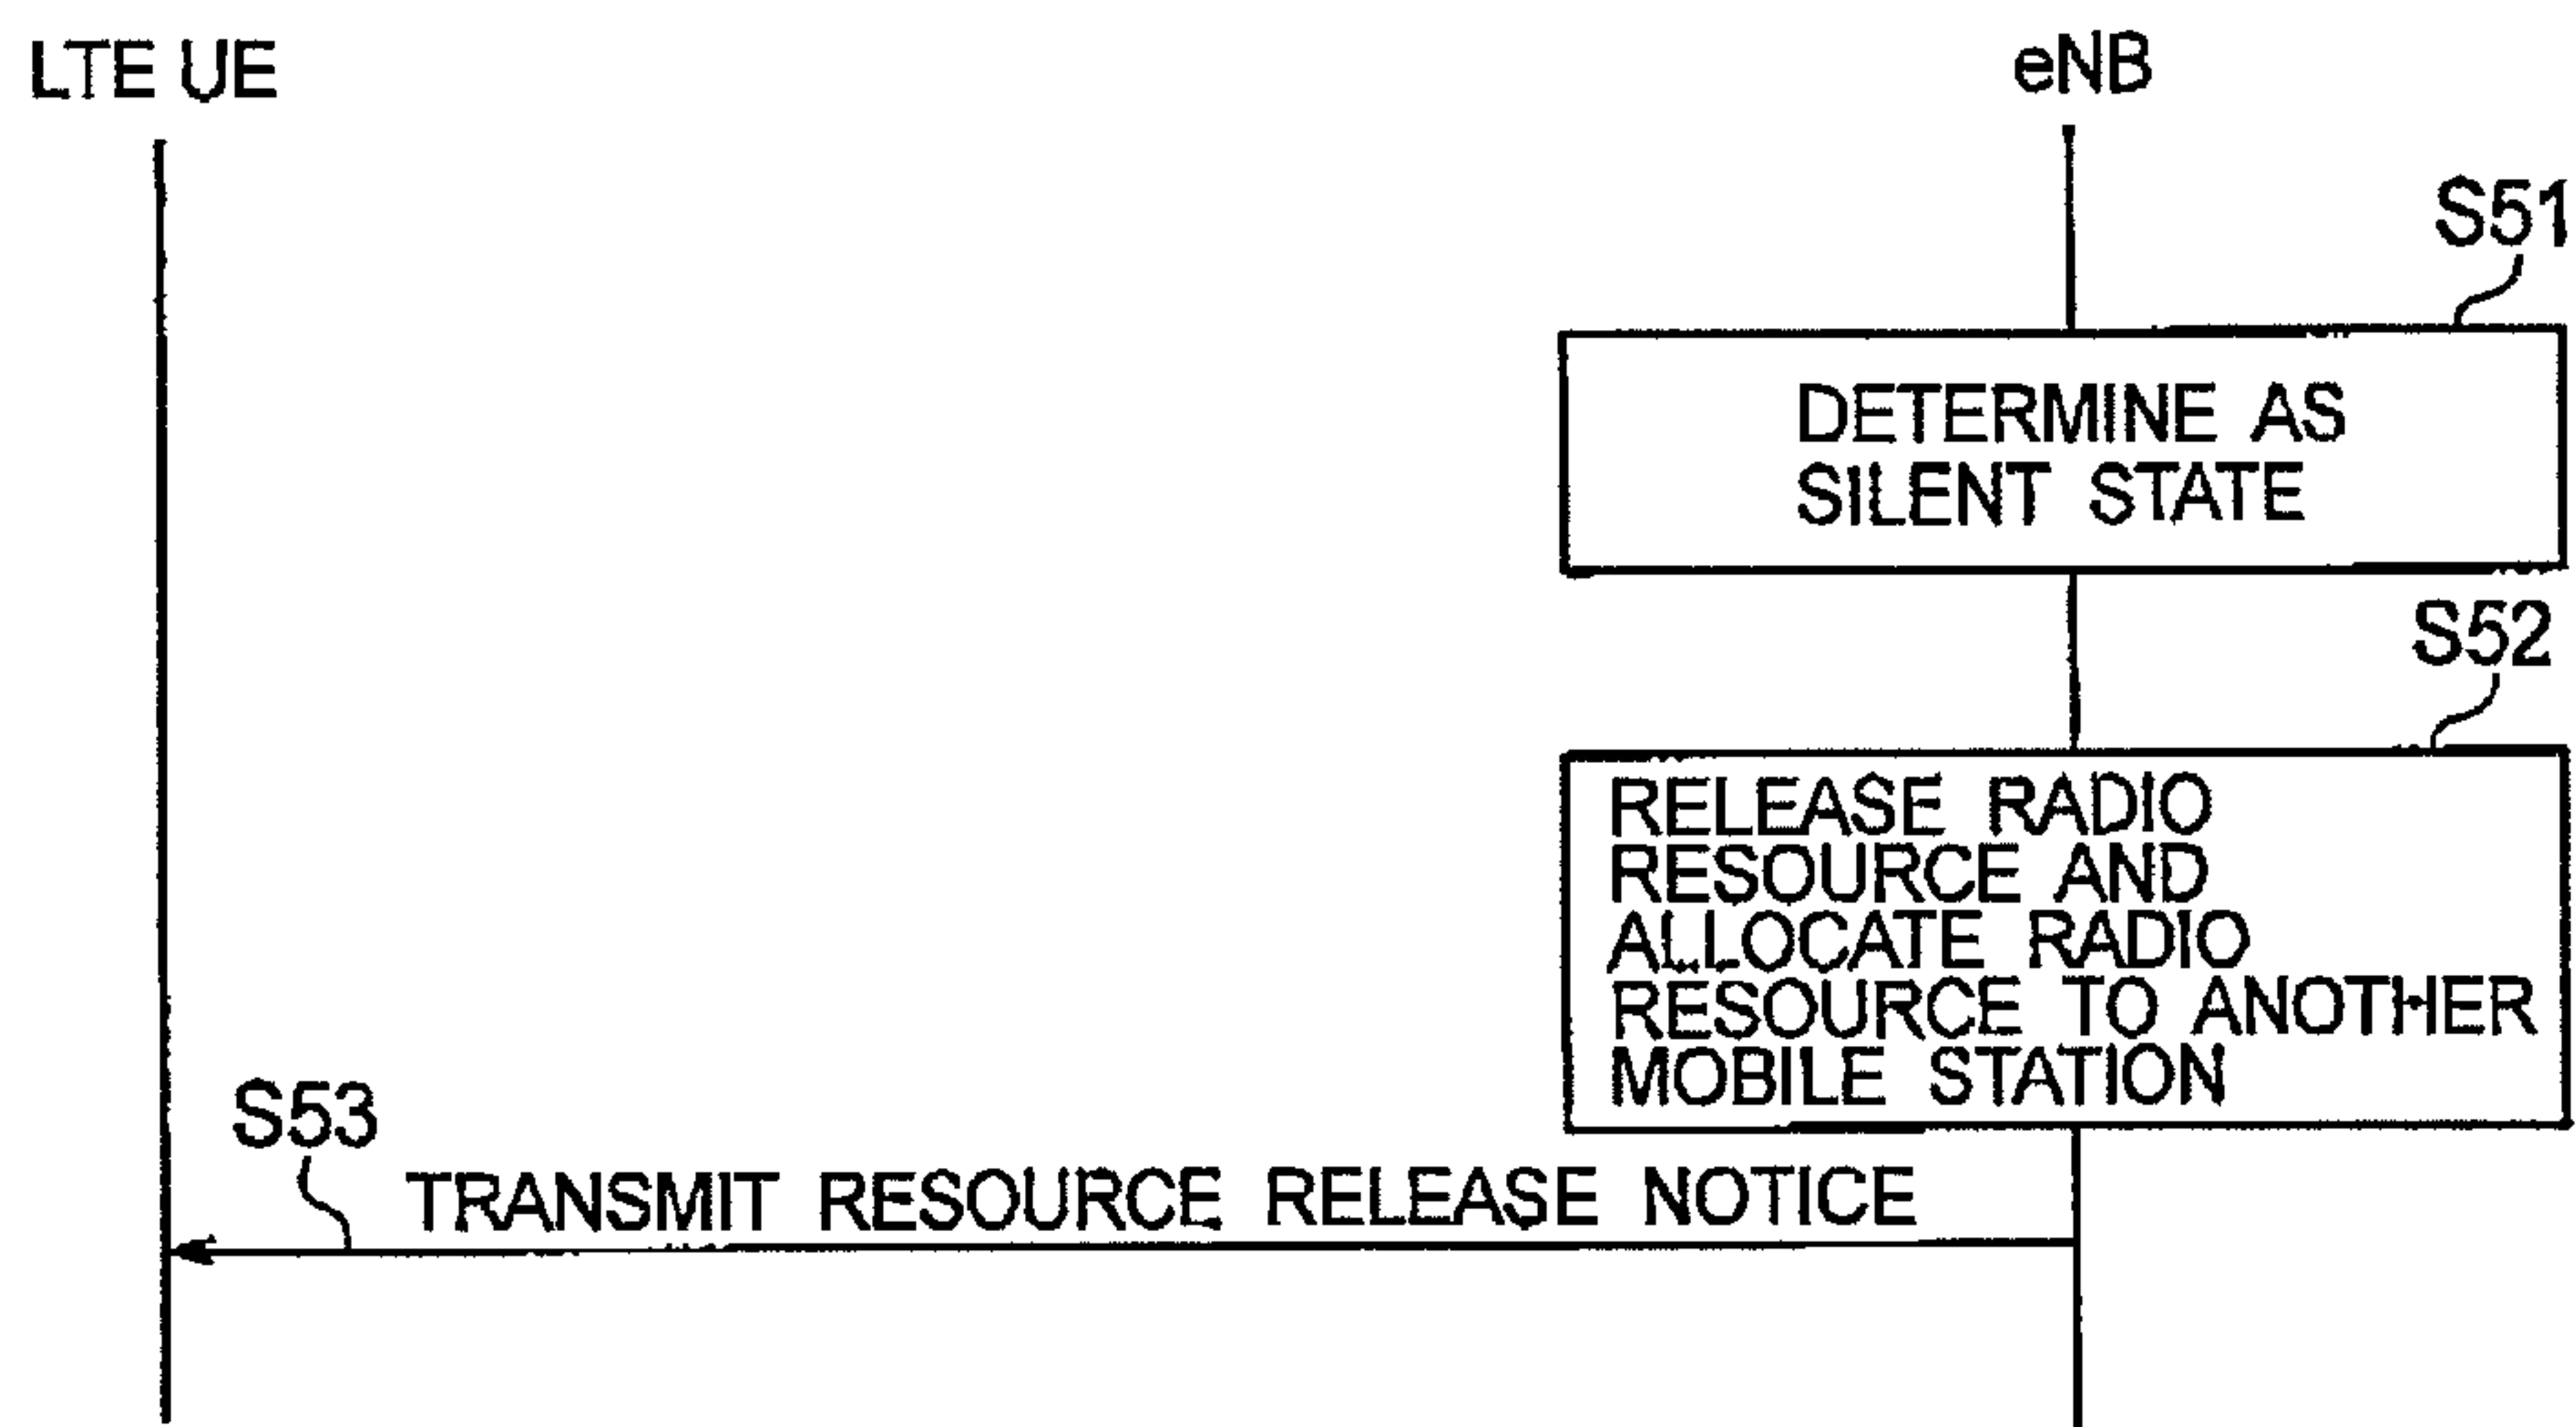 LTE UE
eNB
S51
DETERMINE AS
SILENT STATE
S52
RELEASE RADIO
RESOURCE AND
ALLOCATE RADIO
RESOURCE TO ANOTHER
MOBILE STATION
S53
TRANSMIT RESOURCE RELEASE NOTICE